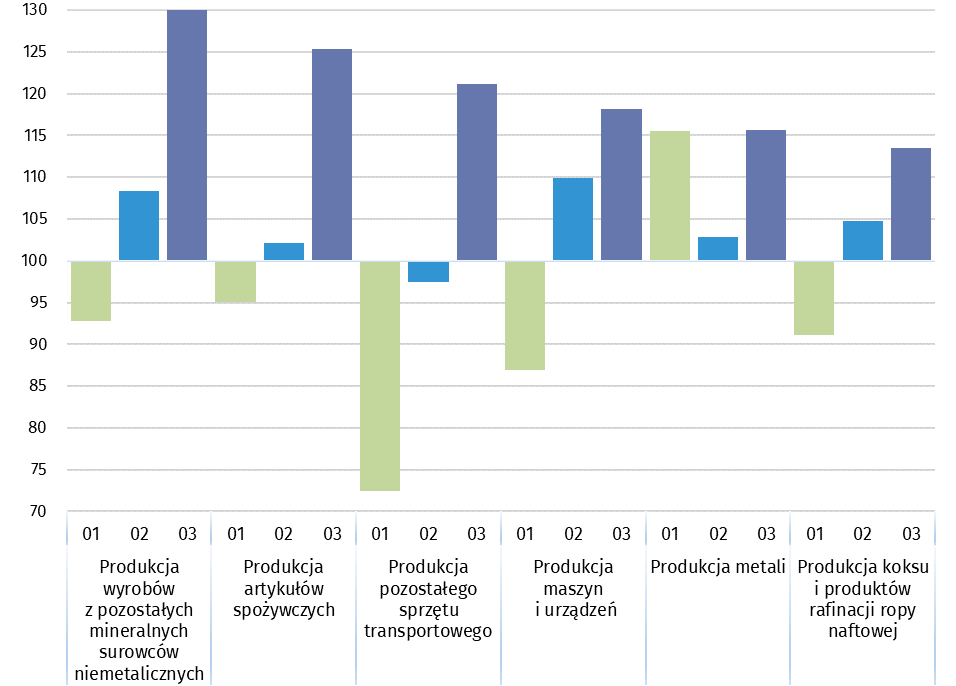 130
125
120
115
110
105
100
95
90
85
80
75
70
01 02 03 01 02 03 01 02 03 01 02 03 01 02 03 01 02 03
Produkcja
wyrobów
z pozostałych
mineralnych
surowców
niemetalicznych
Produkcja
artykułów
spożywczych
Produkcja
pozostałego
sprzętu
transportowego
Produkcja
maszyn
i urządzeń
Produkcja metali
Produkcja koksu
i produktów
rafinacji ropy
naftowej